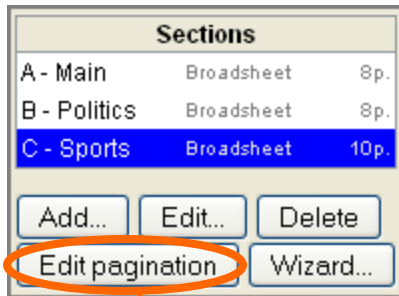 Sections
A - Main Broadsheet 8p.
B - Politics Broadsheet 8p.
C - Sports Broadsheet 10p.
Add... Edit... Delete
Edit pagination Wizard...